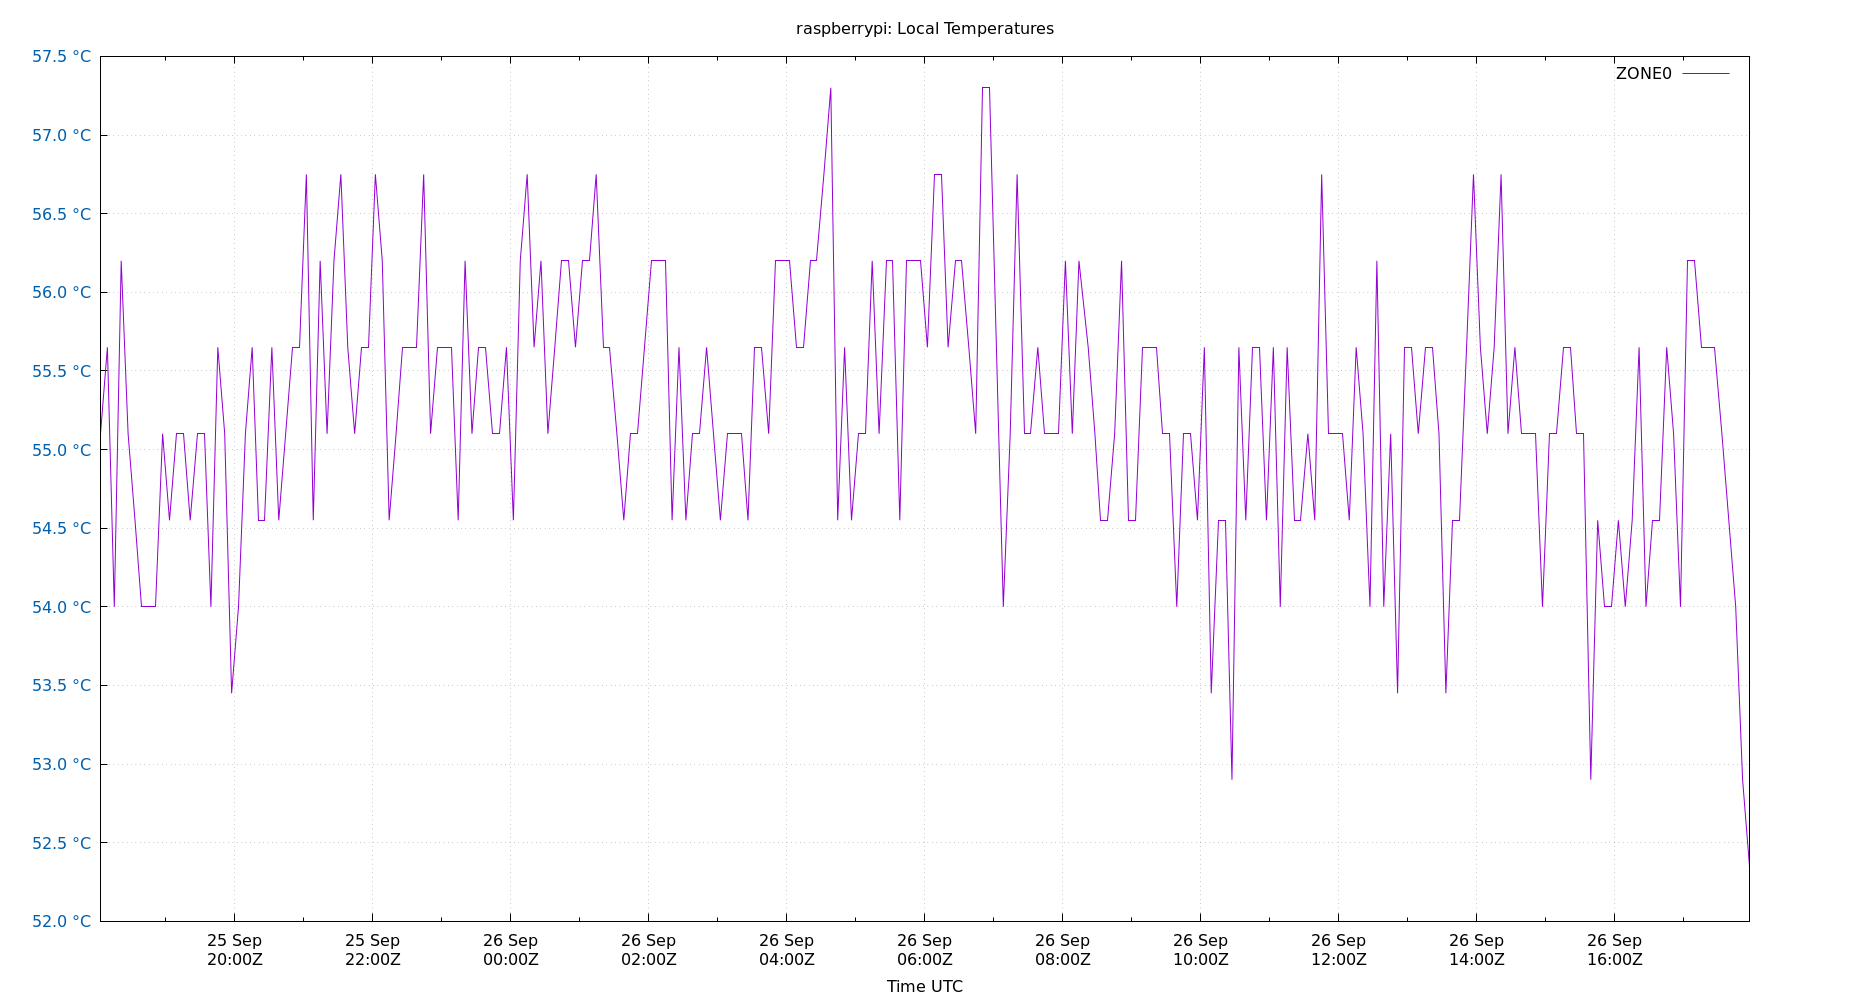 raspberrypi: Local Temperatures
57.5 °C
ZONE0
57.0 °C
56.5 °C
56.0 °C
55.5 °C
55.0 °C
54.5 °C
54.0 °C
53.5 °C
53.0 °C
52.5 °C
52.0 °C
25 Sep 25 Sep 26 Sep 26 Sep 26 Sep 26 Sep 26 Sep 26 Sep 26 Sep 26 Sep 26 Sep
20:00Z 22:00Z 00:00Z 02:00Z 04:00Z 06:00Z 08:00Z 10:00Z 12:00Z 14:00Z 16:00Z
Time UTC